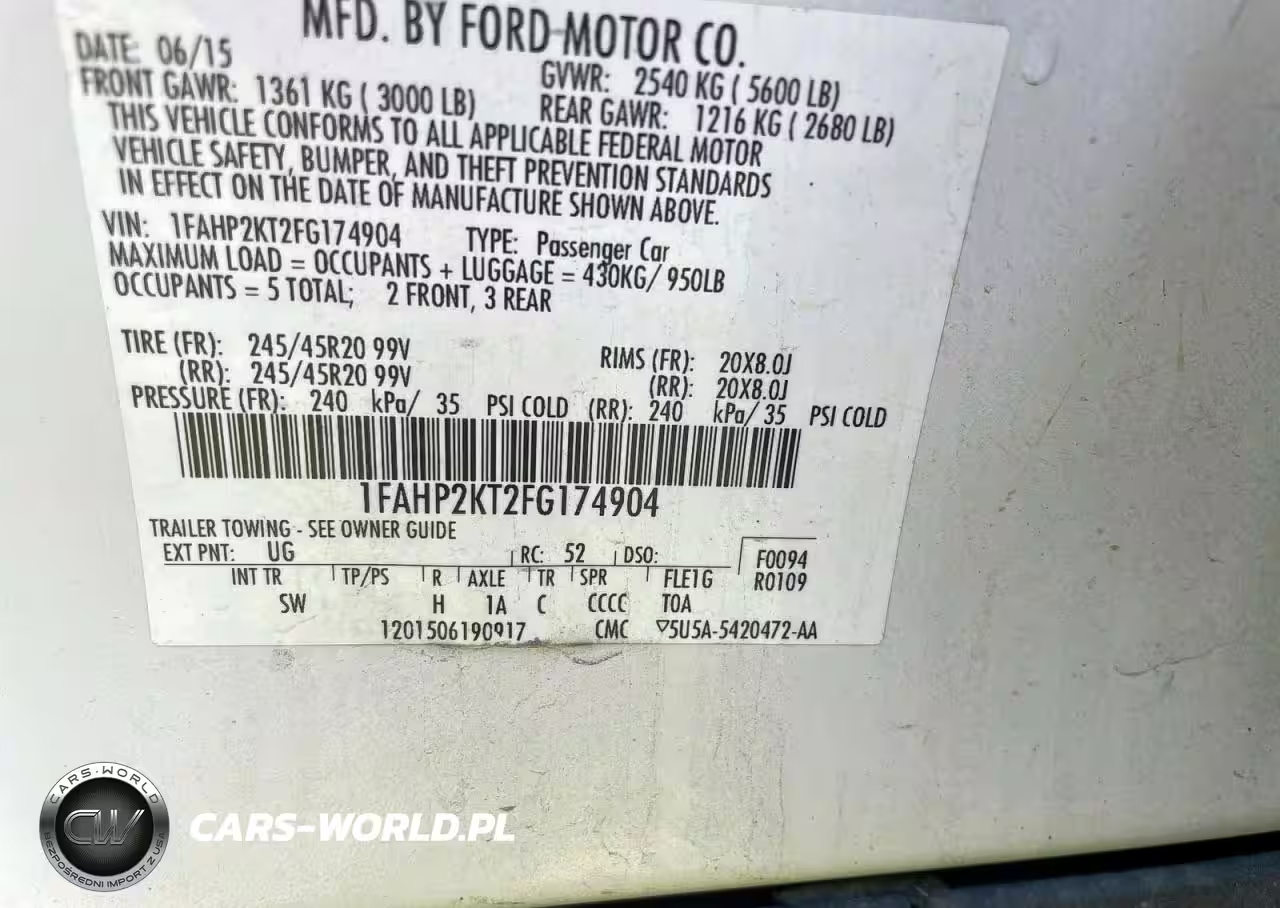 MFD. BY FORD MOTOR CO.
DATE: 06/15 GVWR: 2540 KG ( 5600 LB)
FRONT GAWR: 1361 KG ( 3000 LB) REAR GAWR: 1216 KG ( 2680 LB)
THIS VEHICLE CONFORMS TO ALL APPLICABLE FEDERAL MOTOR
VEHICLE SAFETY, BUMPER, AND THEFT PREVENTION STANDARDS
IN EFFECT ON THE DATE OF MANUFACTURE SHOWN ABOVE.
VIN: 1FAHP2KT2FG174904 TYPE: Passenger Car
MAXIMUM LOAD = OCCUPANTS + LUGGAGE = 430KG/ 950LB
OCCUPANTS = 5 TOTAL; 2 FRONT, 3 REAR
TIRE (FR): 245/45R20 99V RIMS (FR): 20X8.0J
(RR): 245/45R20 99V (RR): 20X8.0J
PRESSURE (FR): 240 kPa/ 35 PSI COLD (RR): 240 kPa/ 35 PSI COLD
1FAHP2KT2FG174904
TRAILER TOWING - SEE OWNER GUIDE
EXT PNT: UG RC: 52 DSO: F0094
INT TR TP/PS R AXLE TR SPR FLE1G R0109
SW H 1A C CCCC TOA
1201506190917 CMC ▽5U5A-5420472-AA
CARS-WORLD
CW
BEZPOŚREDNI IMPORT Z USA
CARS-WORLD.PL